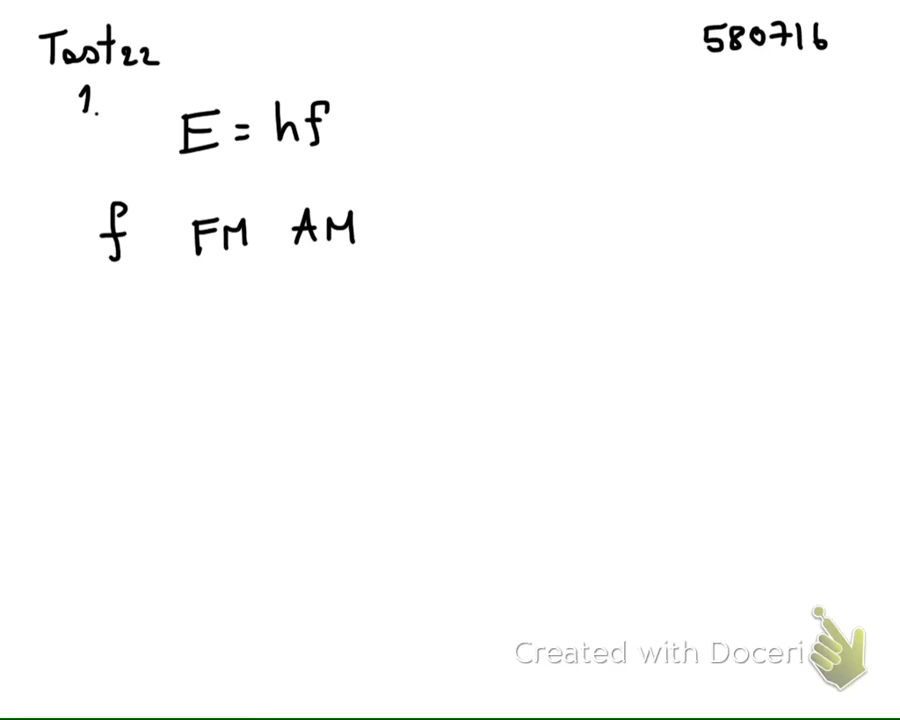 Test22 580716
1. E = hf
f FM AM
Created with Doceri